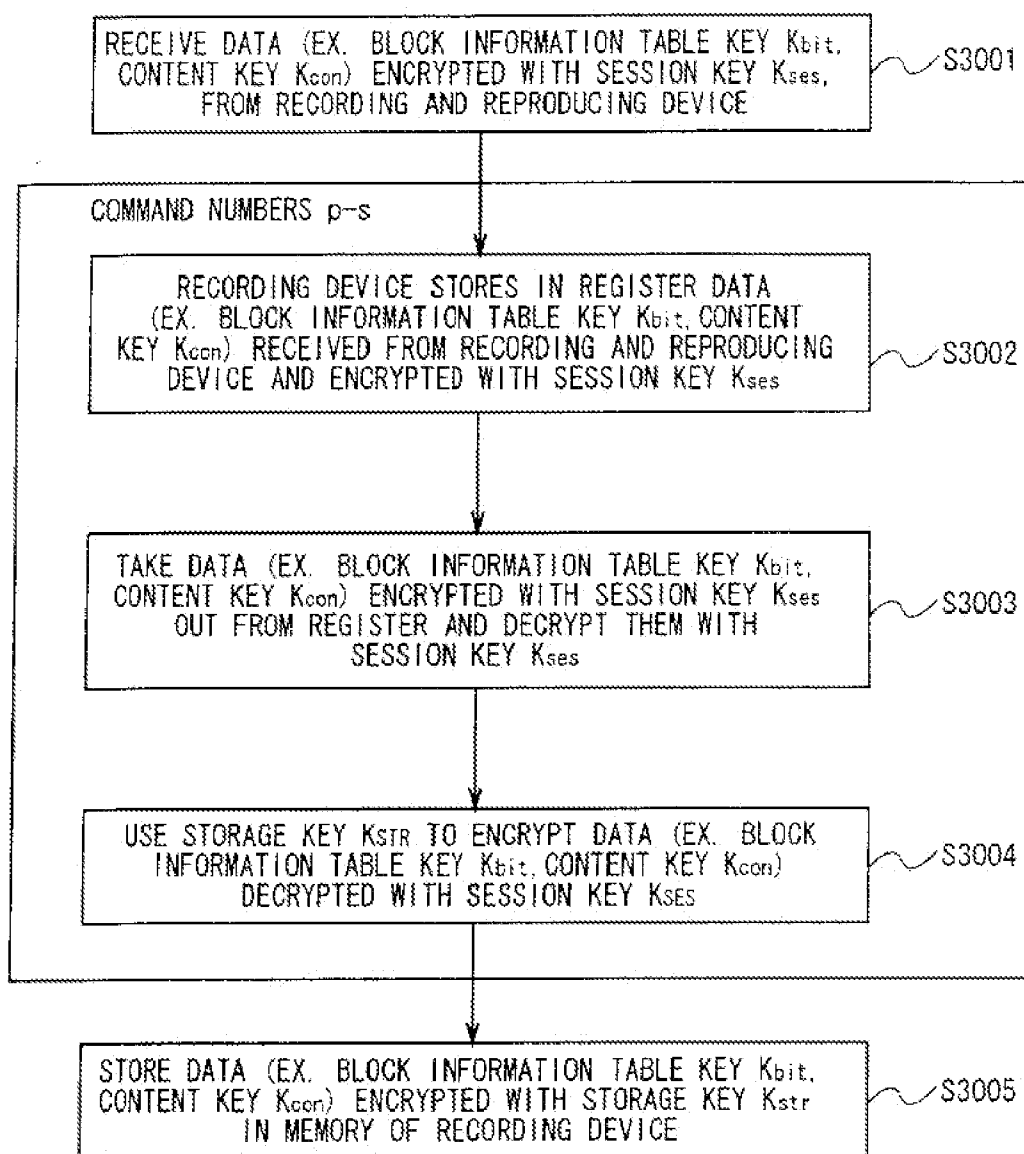 RECEIVE DATA (EX. BLOCK INFORMATION TABLE KEY Kbit,
CONTENT KEY Kcon) ENCRYPTED WITH SESSION KEY Kses,
FROM RECORDING AND REPRODUCING DEVICE
S3001
COMMAND NUMBERS p-s
RECORDING DEVICE STORES IN REGISTER DATA
(EX. BLOCK INFORMATION TABLE KEY Kbit, CONTENT
KEY Kcon) RECEIVED FROM RECORDING AND REPRODUCING
DEVICE AND ENCRYPTED WITH SESSION KEY Kses
S3002
TAKE DATA (EX. BLOCK INFORMATION TABLE KEY Kbit,
CONTENT KEY Kcon) ENCRYPTED WITH SESSION KEY Kses
OUT FROM REGISTER AND DECRYPT THEM WITH
SESSION KEY Kses
S3003
USE STORAGE KEY KSTR TO ENCRYPT DATA (EX. BLOCK
INFORMATION TABLE KEY Kbit, CONTENT KEY Kcon)
DECRYPTED WITH SESSION KEY KSES
S3004
STORE DATA (EX. BLOCK INFORMATION TABLE KEY Kbit,
CONTENT KEY Kcon) ENCRYPTED WITH STORAGE KEY Kstr
IN MEMORY OF RECORDING DEVICE
S3005